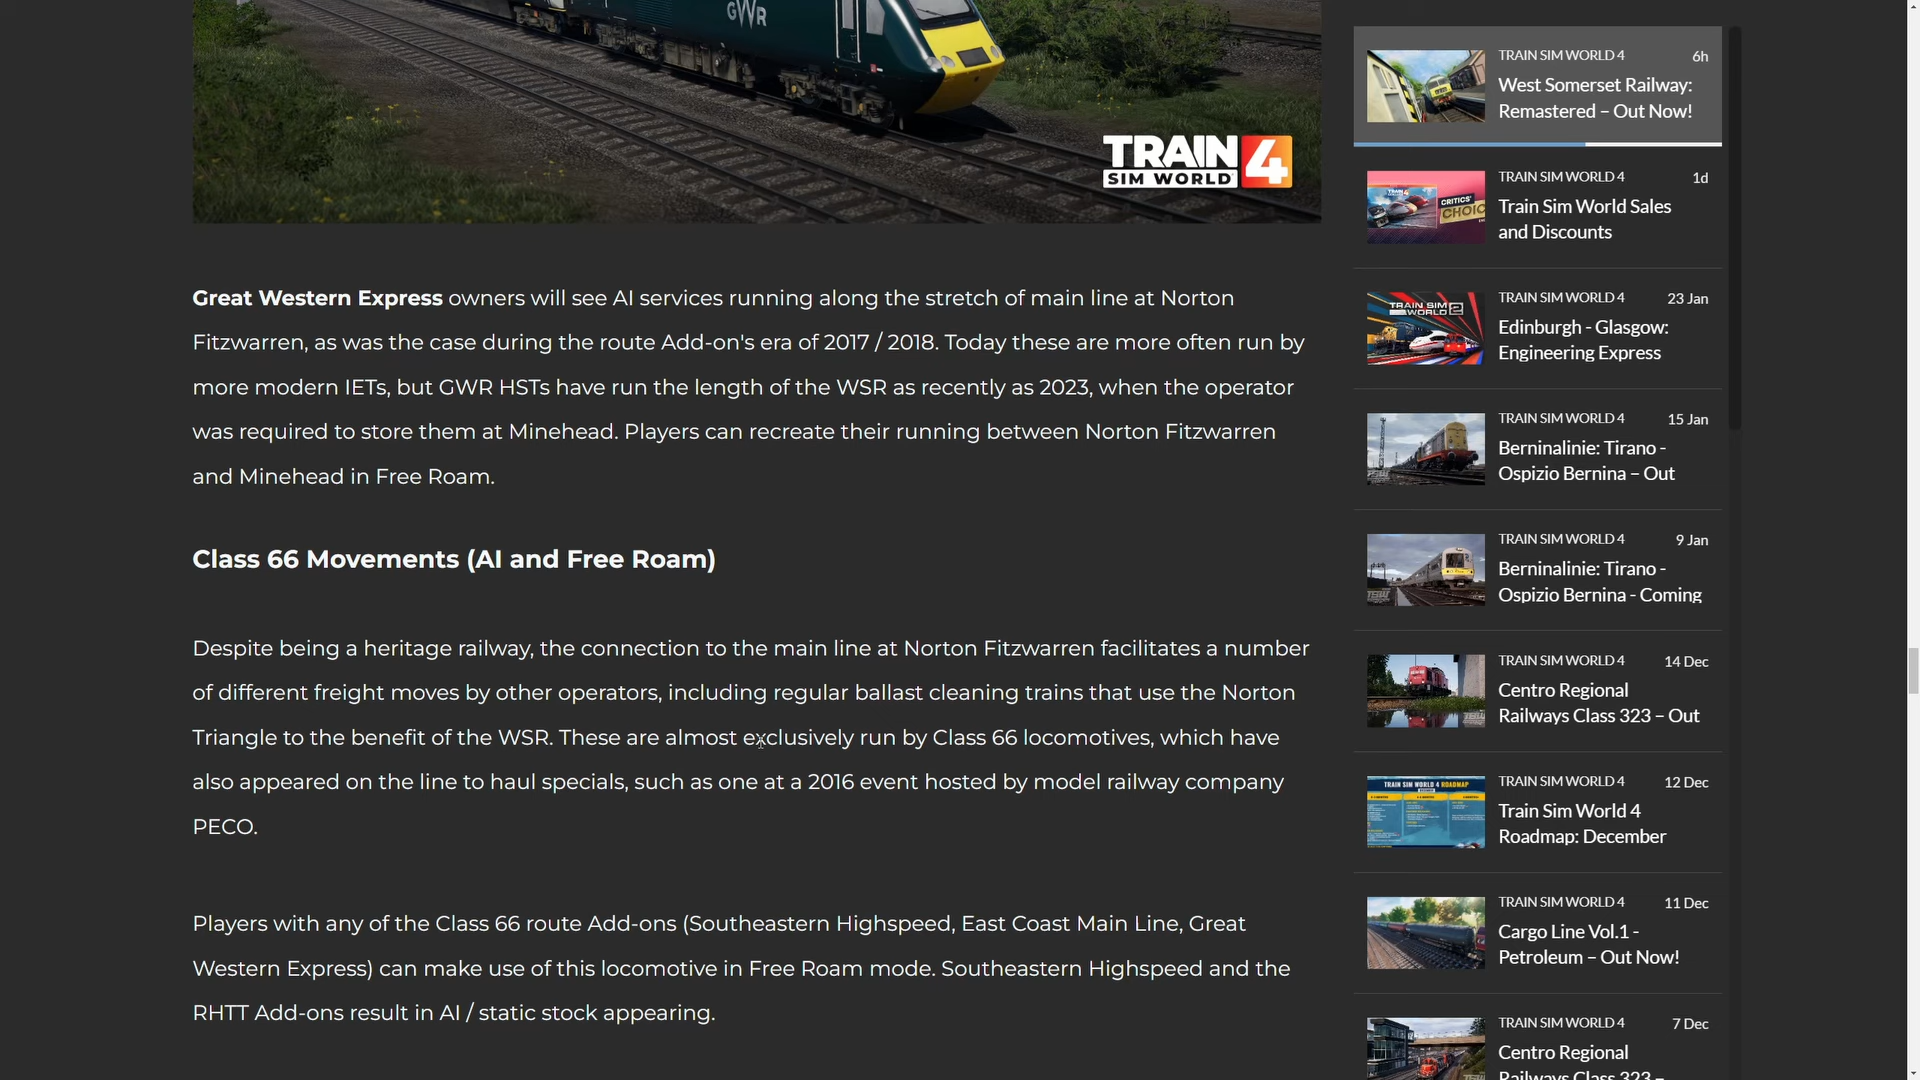 GWR
TRAIN
SIM WORLD 4
Great Western Express owners will see AI services running along the stretch of main line at Norton
Fitzwarren, as was the case during the route Add-on's era of 2017 / 2018. Today these are more often run by
more modern IETs, but GWR HSTs have run the length of the WSR as recently as 2023, when the operator
was required to store them at Minehead. Players can recreate their running between Norton Fitzwarren
and Minehead in Free Roam.
Class 66 Movements (AI and Free Roam)
Despite being a heritage railway, the connection to the main line at Norton Fitzwarren facilitates a number
of different freight moves by other operators, including regular ballast cleaning trains that use the Norton
Triangle to the benefit of the WSR. These are almost exclusively run by Class 66 locomotives, which have
also appeared on the line to haul specials, such as one at a 2016 event hosted by model railway company
PECO.
Players with any of the Class 66 route Add-ons (Southeastern Highspeed, East Coast Main Line, Great
Western Express) can make use of this locomotive in Free Roam mode. Southeastern Highspeed and the
RHTT Add-ons result in AI / static stock appearing.
TRAIN SIM WORLD 4 6h
West Somerset Railway:
Remastered – Out Now!
TRAIN SIM WORLD 4 1d
Train Sim World Sales
and Discounts
CRITICS'
CHOIC
TRAIN SIM WORLD 4 23 Jan
Edinburgh - Glasgow:
Engineering Express
TRAIN SIM
WORLD 2
TRAIN SIM WORLD 4 15 Jan
Berninalinie: Tirano -
Ospizio Bernina – Out
TRAIN SIM WORLD 4 9 Jan
Berninalinie: Tirano -
Ospizio Bernina - Coming
TRAIN SIM WORLD 4 14 Dec
Centro Regional
Railways Class 323 – Out
TRAIN SIM WORLD 4 12 Dec
Train Sim World 4
Roadmap: December
TRAIN SIM WORLD 4 ROADMAP
TRAIN SIM WORLD 4 11 Dec
Cargo Line Vol.1 -
Petroleum – Out Now!
TRAIN SIM WORLD 4 7 Dec
Centro Regional
Railways Class 323 –